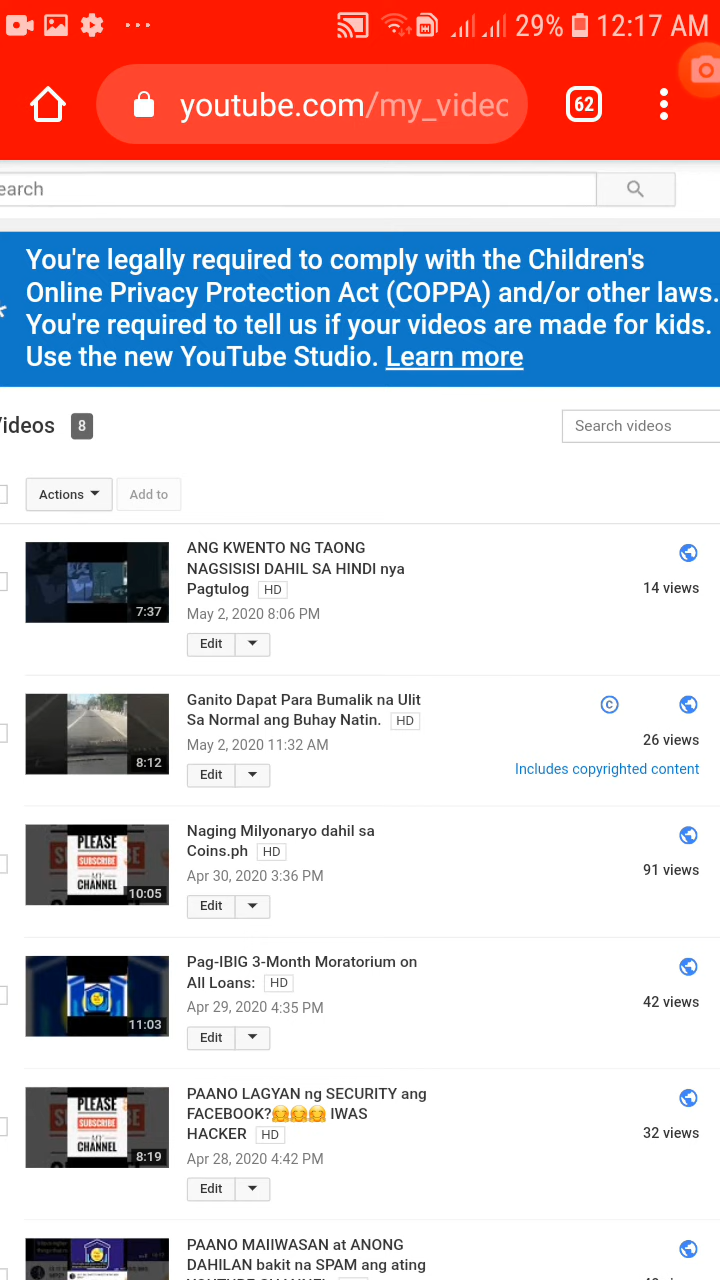 29% 12:17 AM
youtube.com/my_videc
62
earch
You're legally required to comply with the Children's
Online Privacy Protection Act (COPPA) and/or other laws.
You're required to tell us if your videos are made for kids.
Use the new YouTube Studio. Learn more
Videos 8
Search videos
Actions Add to
ANG KWENTO NG TAONG
NAGSISISI DAHIL SA HINDI nya
Pagtulog HD
7:37
14 views
May 2, 2020 8:06 PM
Edit
Ganito Dapat Para Bumalik na Ulit
Sa Normal ang Buhay Natin. HD
8:12
26 views
May 2, 2020 11:32 AM
Includes copyrighted content
Edit
Naging Milyonaryo dahil sa
Coins.ph HD
PLEASE
SUBSCRIBE
MY
CHANNEL
10:05
91 views
Apr 30, 2020 3:36 PM
Edit
Pag-IBIG 3-Month Moratorium on
All Loans: HD
11:03
42 views
Apr 29, 2020 4:35 PM
Edit
PAANO LAGYAN ng SECURITY ang
FACEBOOK?🤗🤗🤗 IWAS
HACKER HD
PLEASE
SUBSCRIBE
MY
CHANNEL
8:19
32 views
Apr 28, 2020 4:42 PM
Edit
PAANO MAIIWASAN at ANONG
DAHILAN bakit na SPAM ang ating